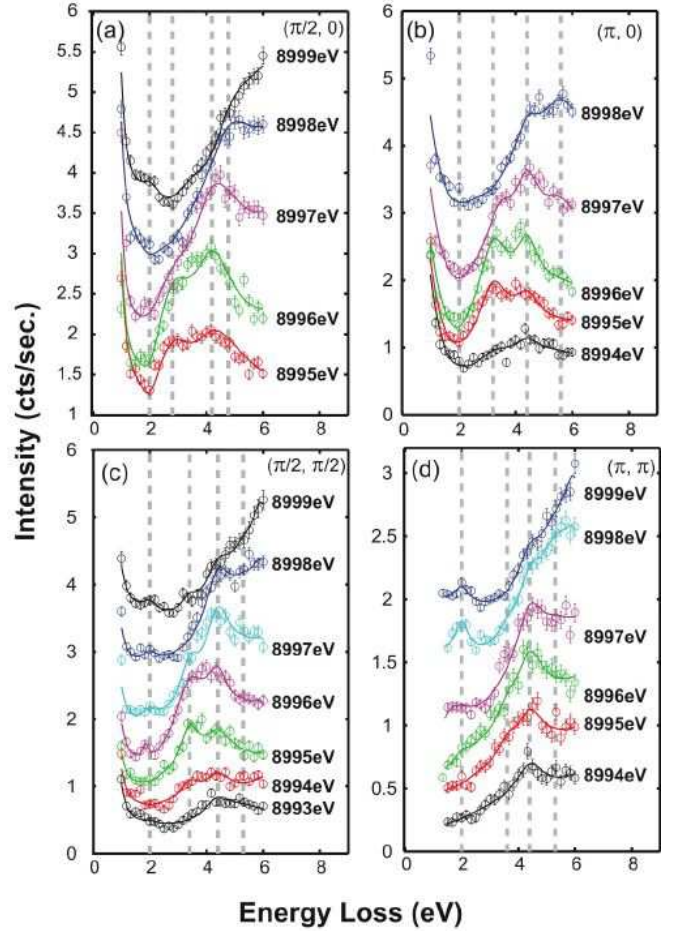 Intensity (cts/sec.)
(a)
(π/2, 0)
6
5.5
5
4.5
4
3.5
3
2.5
2
1.5
1
0
2
4
6
8
8999eV
8998eV
8997eV
8996eV
8995eV
(b)
(π, 0)
6
5
4
3
2
1
0
0
2
4
6
8
8998eV
8997eV
8996eV
8995eV
8994eV
(c)
(π/2, π/2)
6
5
4
3
2
1
0
0
2
4
6
8
8999eV
8998eV
8997eV
8996eV
8995eV
8994eV
8993eV
(d)
(π, π)
3
2.5
2
1.5
1
0.5
0
0
2
4
6
8
8999eV
8998eV
8997eV
8996eV
8995eV
8994eV
Energy Loss (eV)